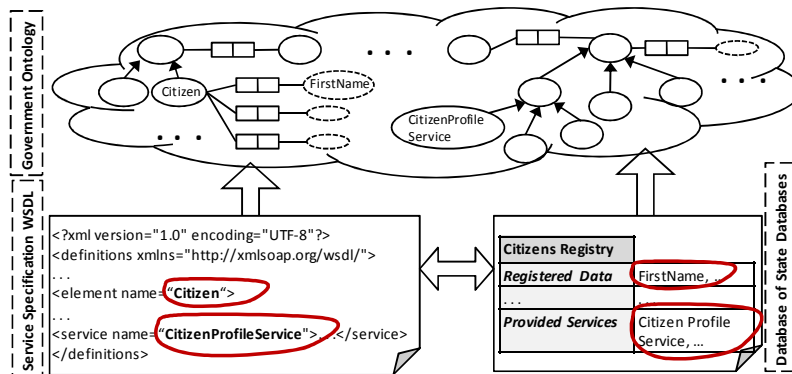 Government Ontology
Citizen
FirstName
. . .
. . .
. . .
CitizenProfile
Service
Service Specification WSDL
<?xml version="1.0" encoding="UTF-8"?>
<definitions xmlns="http://xmlsoap.org/wsdl/">
. . .
<element name=“Citizen“>
...
<service name=“CitizenProfileService">...</service>
</definitions>
Citizens Registry
Registered Data FirstName, ...
. . . . . .
Provided Services Citizen Profile
Service, ...
Database of State Databases